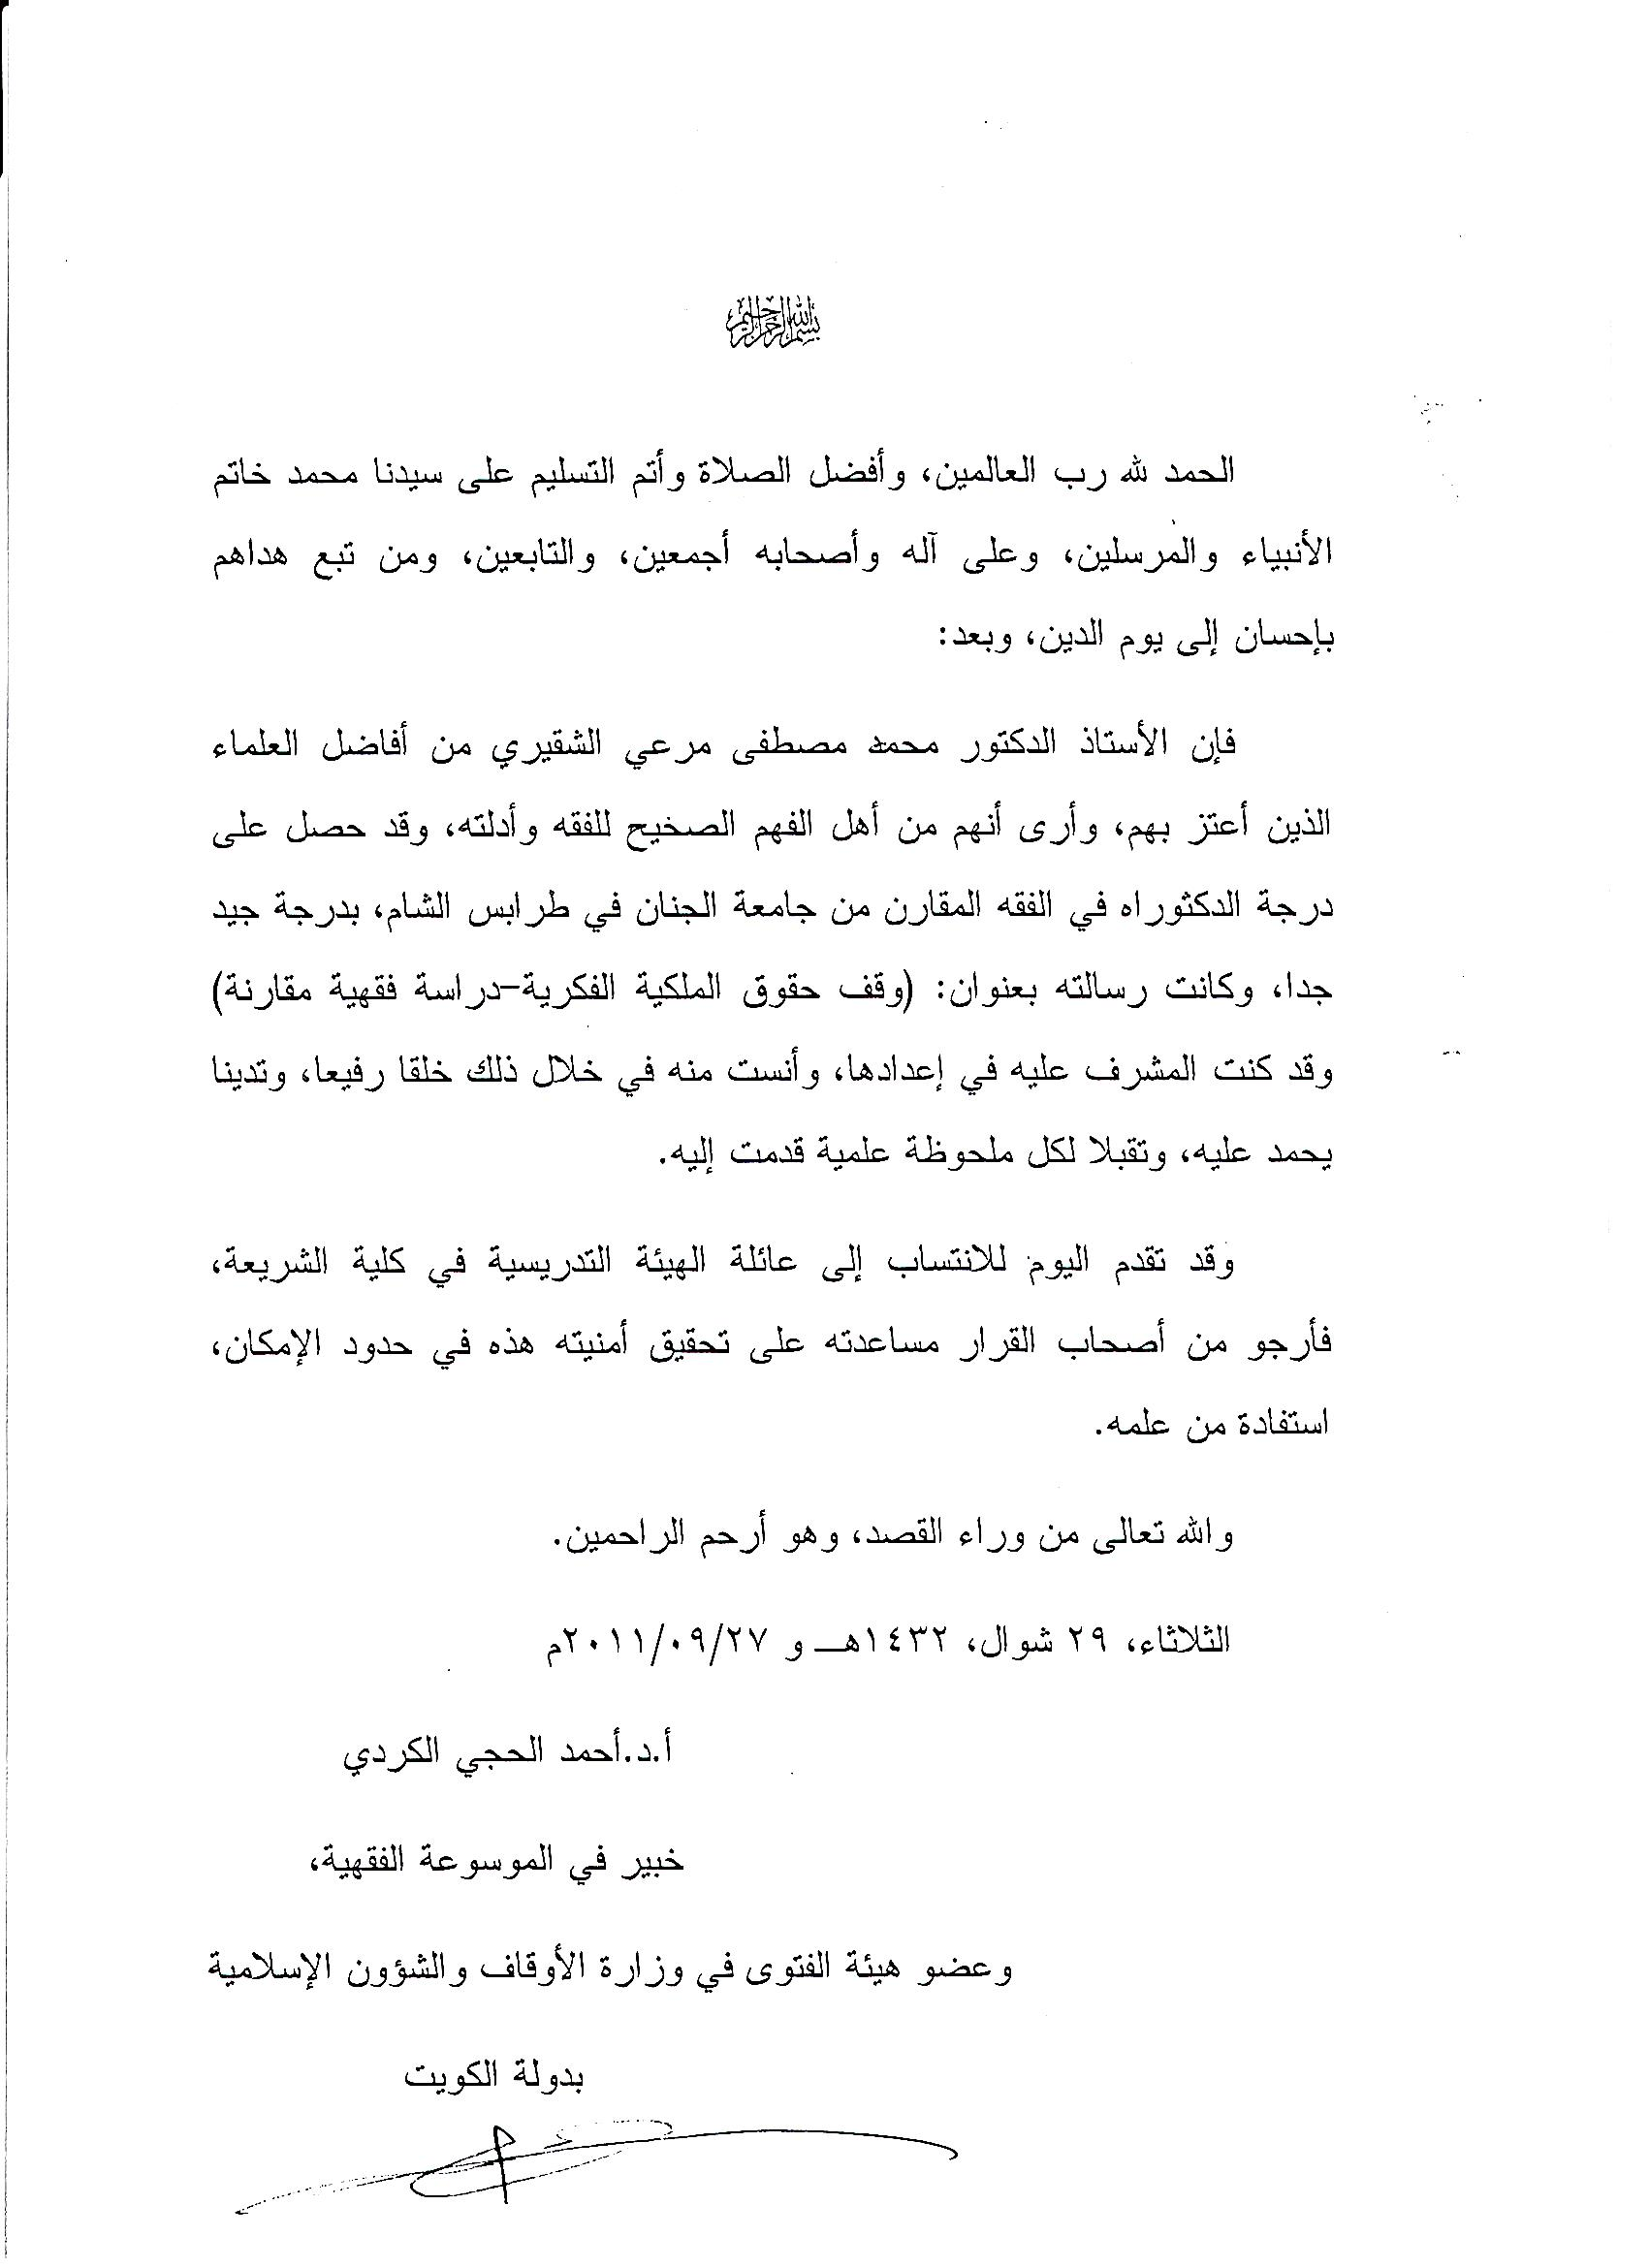 بسم الله الرحمن الرحيم
الحمد لله رب العالمين، وأفضل الصلاة وأتم التسليم على سيدنا محمد خاتم
الأنبياء والمرسلين، وعلى آله وأصحابه أجمعين، والتابعين، ومن تبع هداهم
بإحسان إلى يوم الدين، وبعد:
فإن الأستاذ الدكتور محمد مصطفى مرعي الشقيري من أفاضل العلماء
الذين أعتز بهم، وأرى أنهم من أهل الفهم الصخيح للفقه وأدلته، وقد حصل على
درجة الدكثوراه في الفقه المقارن من جامعة الجنان في طرابس الشام، بدرجة جيد
جدا، وكانت رسالته بعنوان: (وقف حقوق الملكية الفكرية-دراسة فقهية مقارنة)
وقد كنت المشرف عليه في إعدادها، وأنست منه في خلال ذلك خلقا رفيعا، وتدينا
يحمد عليه، وتقبلا لكل ملحوظة علمية قدمت إليه.
وقد تقدم اليوم للانتساب إلى عائلة الهيئة التدريسية في كلية الشريعة،
فأرجو من أصحاب القرار مساعدته على تحقيق أمنيته هذه في حدود الإمكان،
استفادة من علمه.
والله تعالى من وراء القصد، وهو أرحم الراحمين.
الثلاثاء، ٢٩ شوال، ١٤٣٢هـ و ٢٠١١/٠٩/٢٧م
أ.د.أحمد الحجي الكردي
خبير في الموسوعة الفقهية،
وعضو هيئة الفتوى في وزارة الأوقاف والشؤون الإسلامية
بدولة الكويت